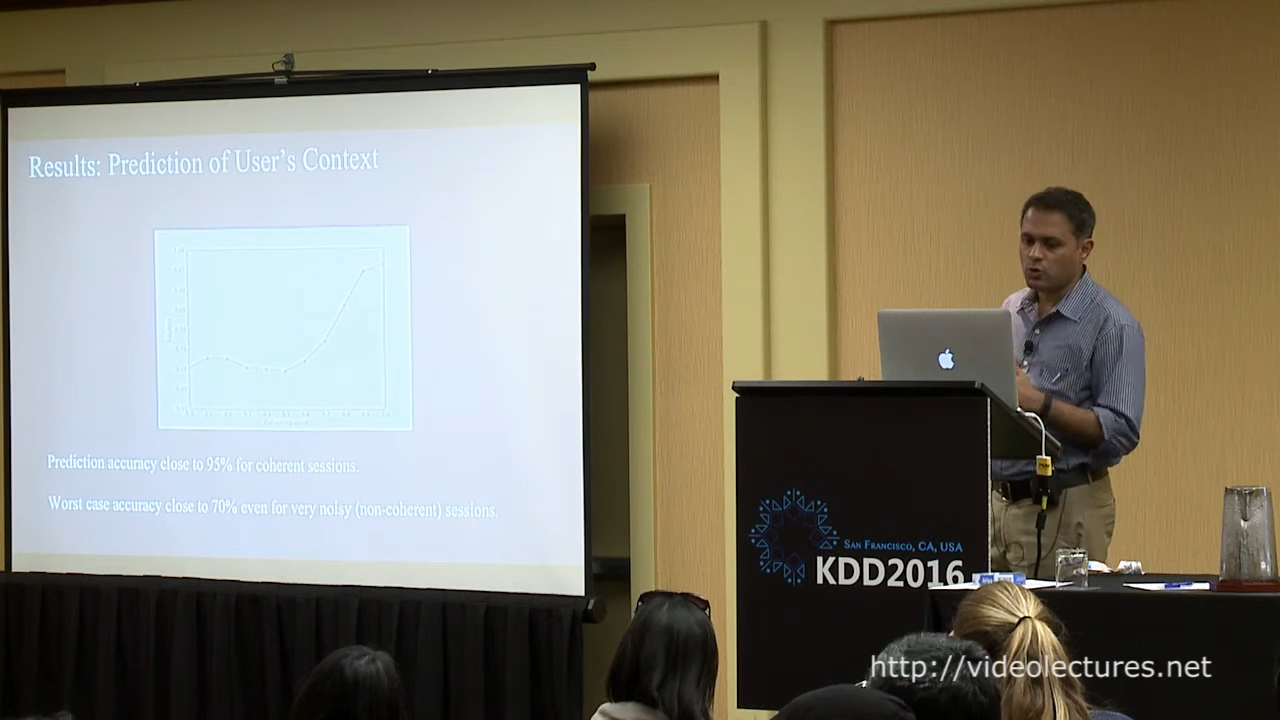 Results: Prediction of User's Context
Prediction accuracy close to 95% for coherent sessions.
Worst case accuracy close to 70% even for very noisy (non-coherent) sessions.
SAN FRANCISCO, CA, USA
KDD2016
http://videolectures.net